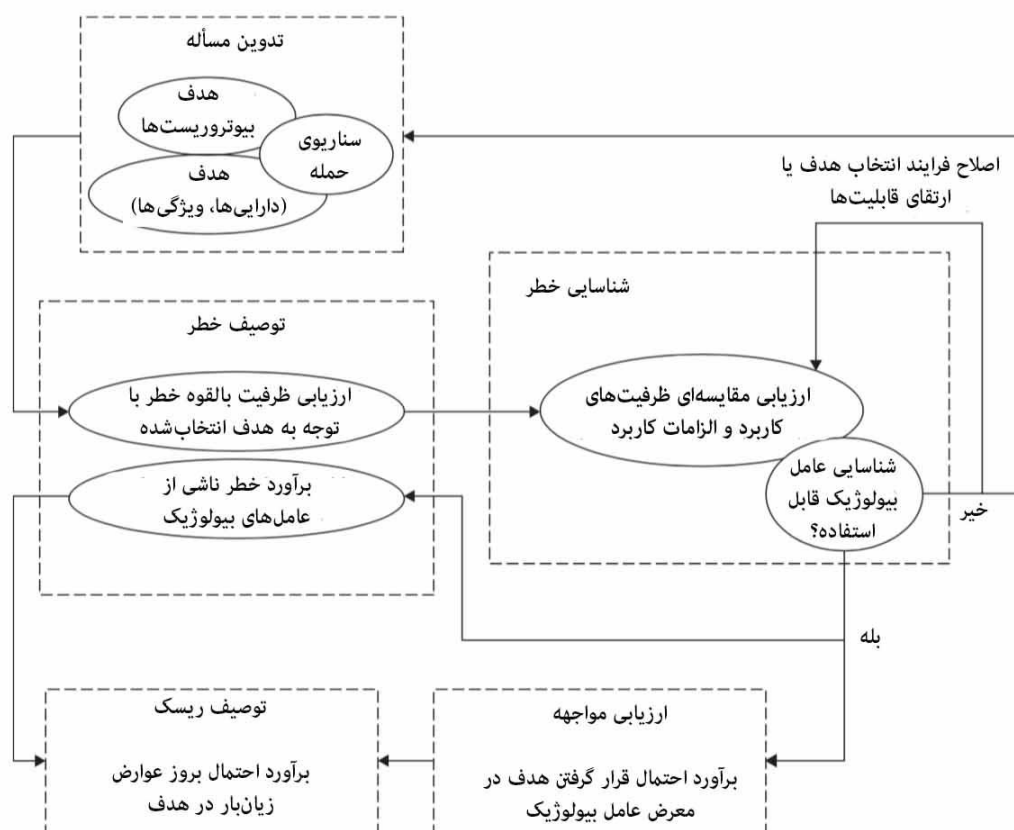 تدوین مسأله
هدف
بیوتروریست‌ها
سناریوی
حمله
هدف
(دارایی‌ها، ویژگی‌ها)
اصلاح فرایند انتخاب هدف یا
ارتقای قابلیت‌ها
شناسایی خطر
ارزیابی مقایسه‌ای ظرفیت‌های
کاربرد و الزامات کاربرد
شناسایی عامل
بیولوژیک قابل
استفاده؟
خیر
بله
توصیف خطر
ارزیابی ظرفیت بالقوه خطر با
توجه به هدف انتخاب‌شده
برآورد خطر ناشی از
عامل‌های بیولوژیک
ارزیابی مواجهه
برآورد احتمال قرار گرفتن هدف در
معرض عامل بیولوژیک
توصیف ریسک
برآورد احتمال بروز عوارض
زیان‌بار در هدف